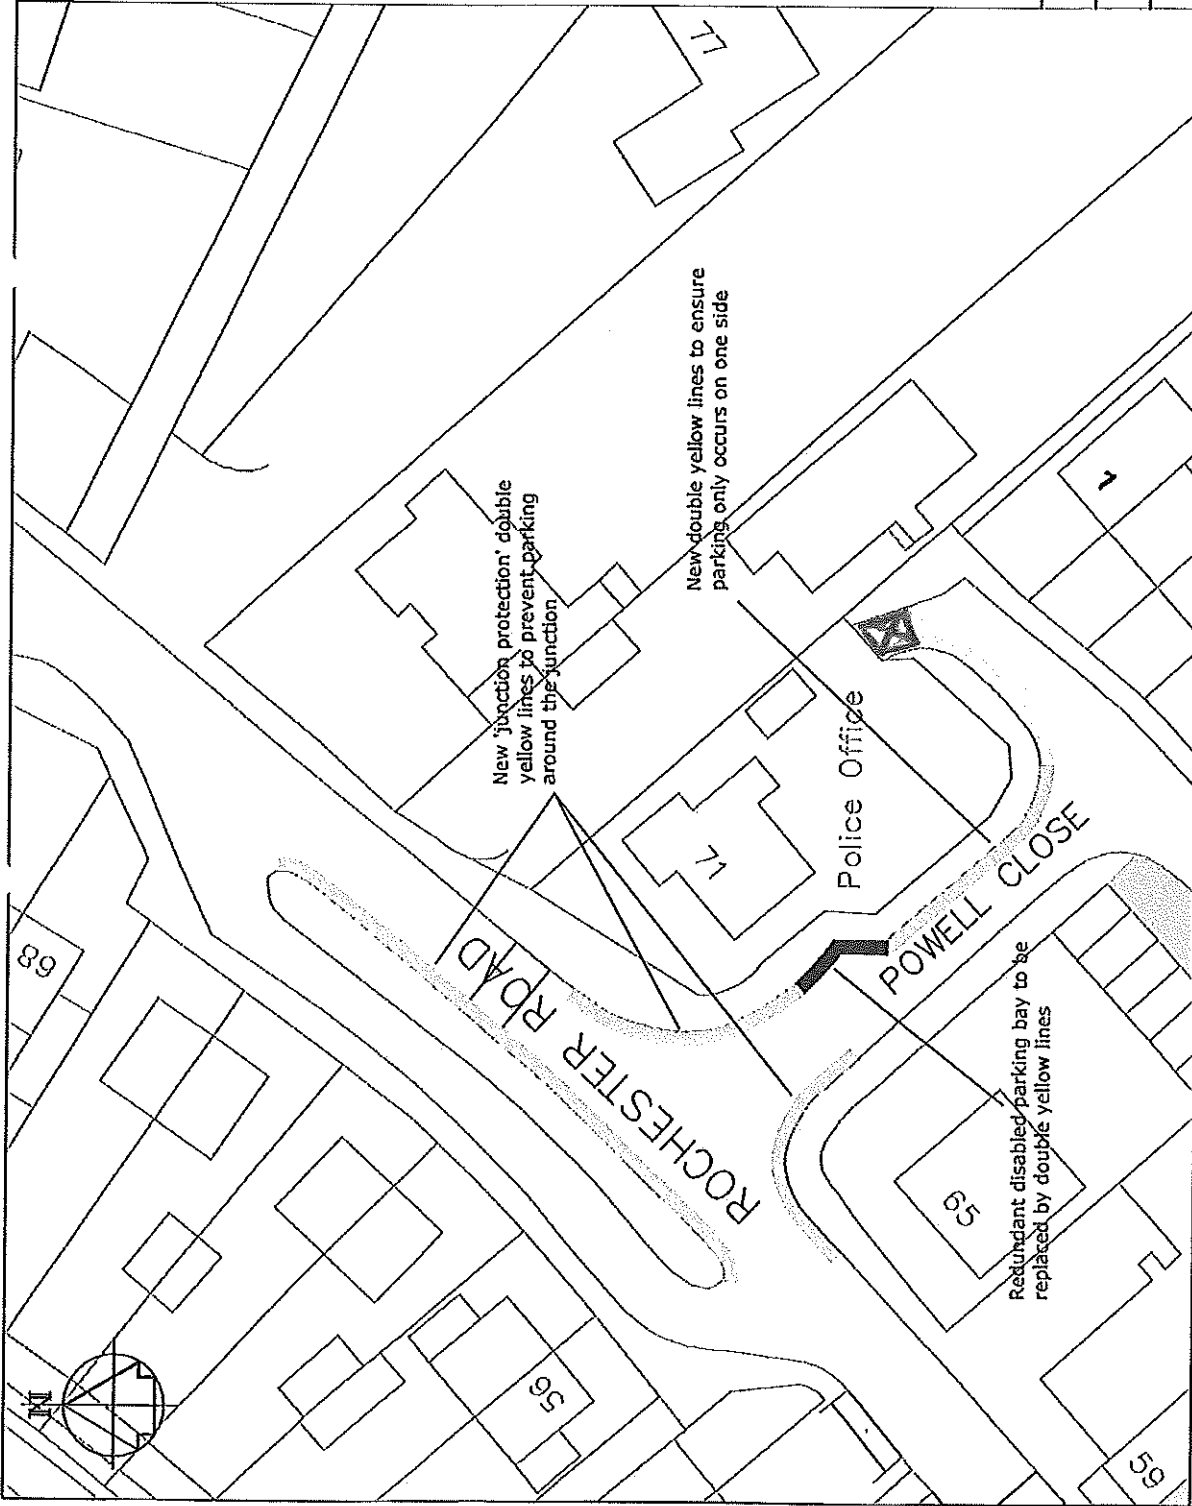 N
77
68
New 'junction protection' double
yellow lines to prevent parking
around the junction
New double yellow lines to ensure
parking only occurs on one side
ROCHESTER ROAD
71
Police Office
POWELL CLOSE
56
65
Redundant disabled parking bay to be
replaced by double yellow lines
59